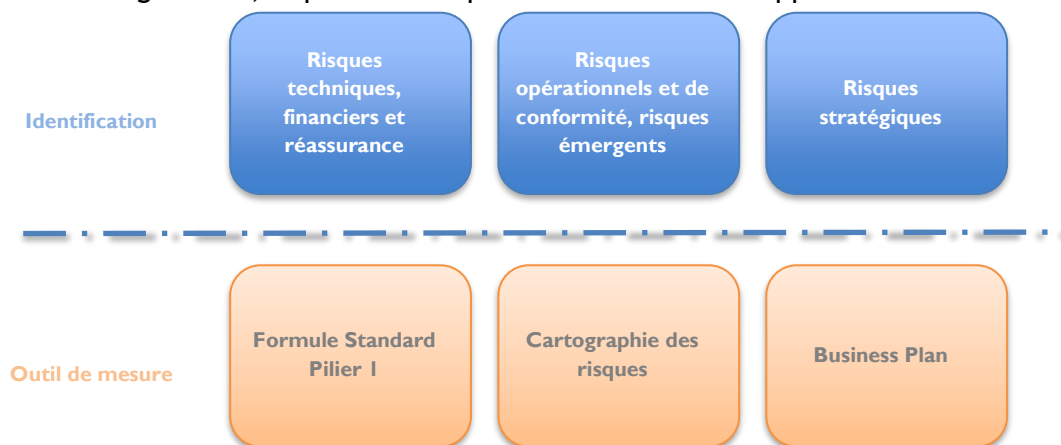 Risques
techniques,
financiers et
réassurance
Risques
opérationnels et de
conformité, risques
émergents
Risques
stratégiques
Identification
Formule Standard
Pilier 1
Cartographie des
risques
Business Plan
Outil de mesure